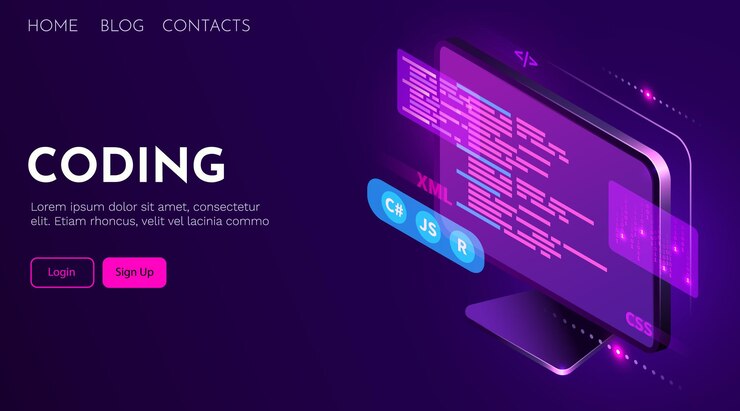 HOME BLOG CONTACTS
CODING
Lorem ipsum dolor sit amet, consectetur
elit. Etiam rhoncus, velit vel lacinia commo
Login Sign Up
</>
XML
C# JS R
CSS